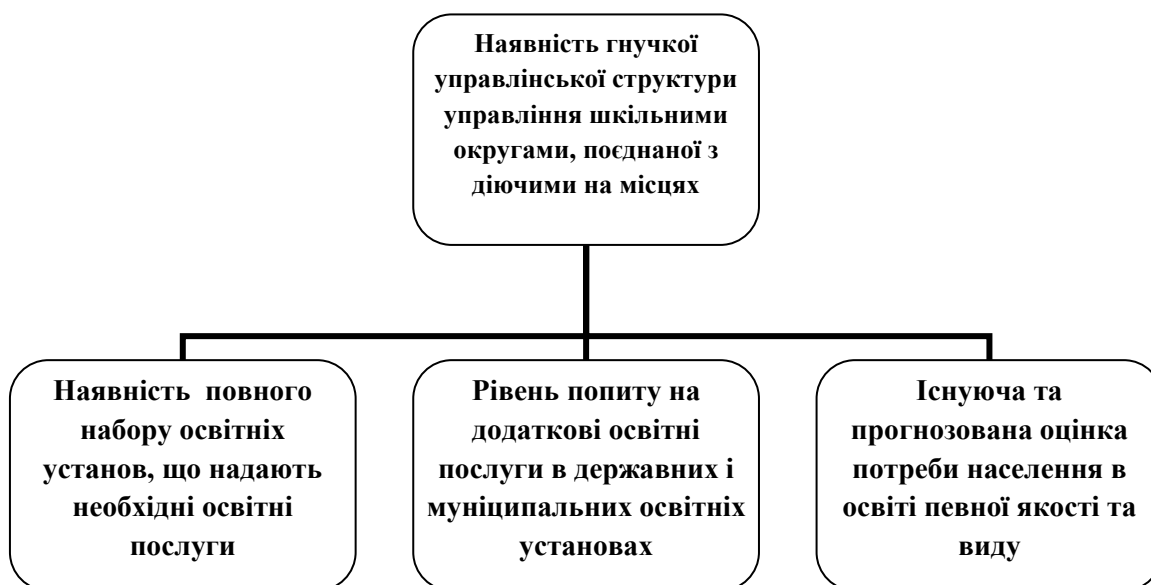 Наявність гнучкої
управлінської структури
управління шкільними
округами, поєднаної з
діючими на місцях
Наявність повного
набору освітніх
установ, що надають
необхідні освітні
послуги
Рівень попиту на
додаткові освітні
послуги в державних і
муніципальних освітніх
установах
Існуюча та
прогнозована оцінка
потреби населення в
освіті певної якості та
виду